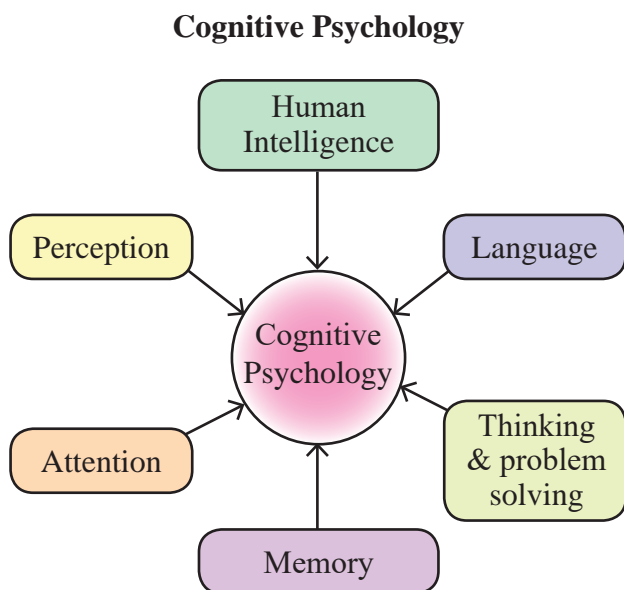 Cognitive Psychology
Human
Intelligence
Perception
Language
Cognitive
Psychology
Attention
Thinking
& problem
solving
Memory